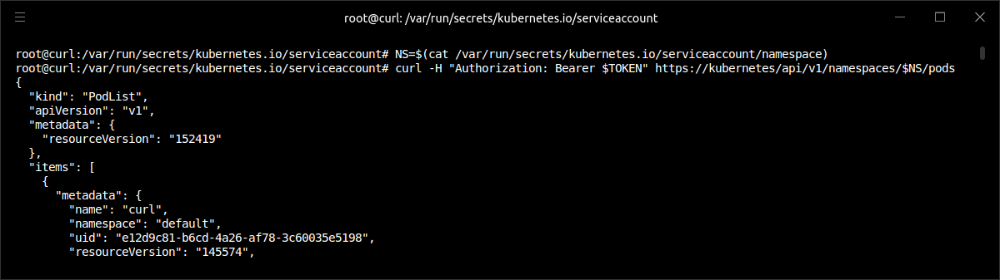 root@curl: /var/run/secrets/kubernetes.io/serviceaccount
root@curl:/var/run/secrets/kubernetes.io/serviceaccount# NS=$(cat /var/run/secrets/kubernetes.io/serviceaccount/namespace)
root@curl:/var/run/secrets/kubernetes.io/serviceaccount# curl -H "Authorization: Bearer $TOKEN" https://kubernetes/api/v1/namespaces/$NS/pods
{
  "kind": "PodList",
  "apiVersion": "v1",
  "metadata": {
    "resourceVersion": "152419"
  },
  "items": [
    {
      "metadata": {
        "name": "curl",
        "namespace": "default",
        "uid": "e12d9c81-b6cd-4a26-af78-3c60035e5198",
        "resourceVersion": "145574",